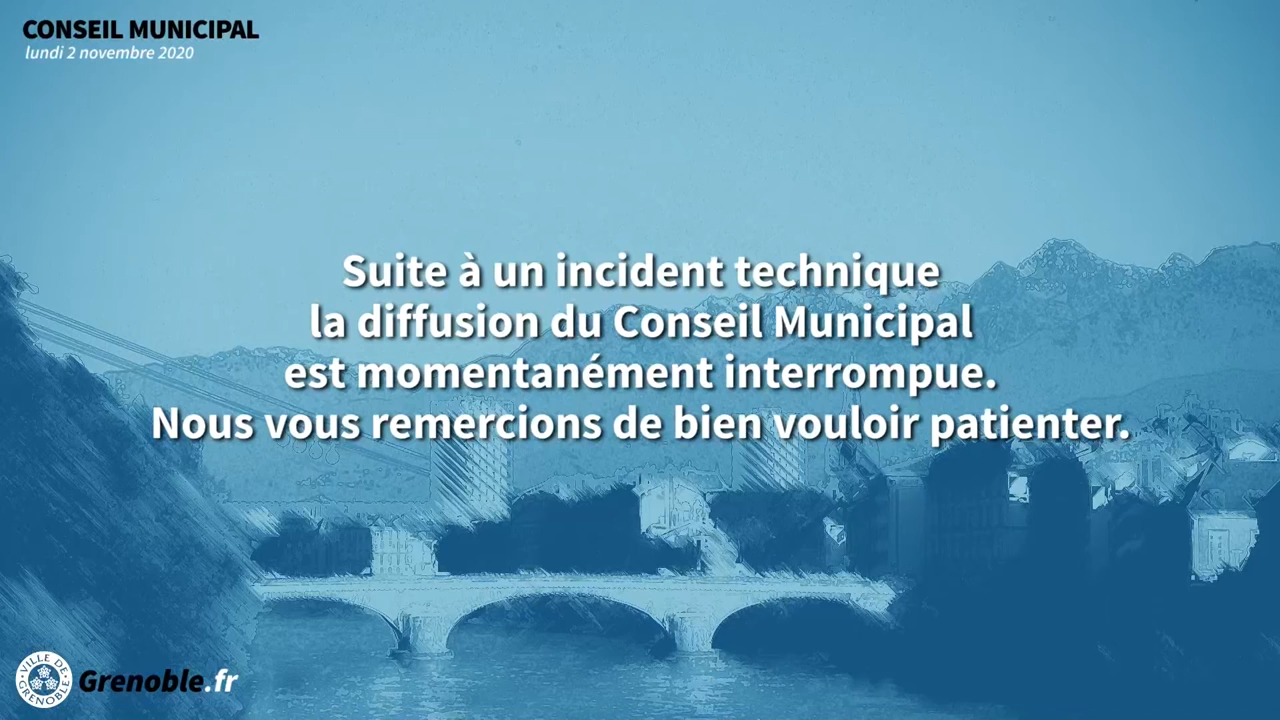 CONSEIL MUNICIPAL
lundi 2 novembre 2020
Suite à un incident technique
la diffusion du Conseil Municipal
est momentanément interrompue.
Nous vous remercions de bien vouloir patienter.
VILLE DE GRENOBLE
Grenoble.fr